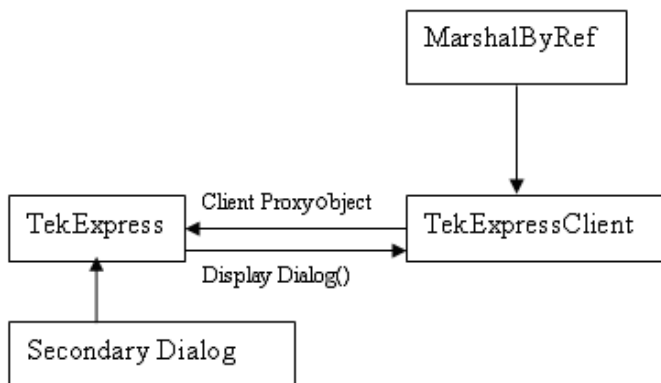 MarshalByRef
Client Proxyobject
TekExpress
TekExpressClient
Display Dialog()
Secondary Dialog